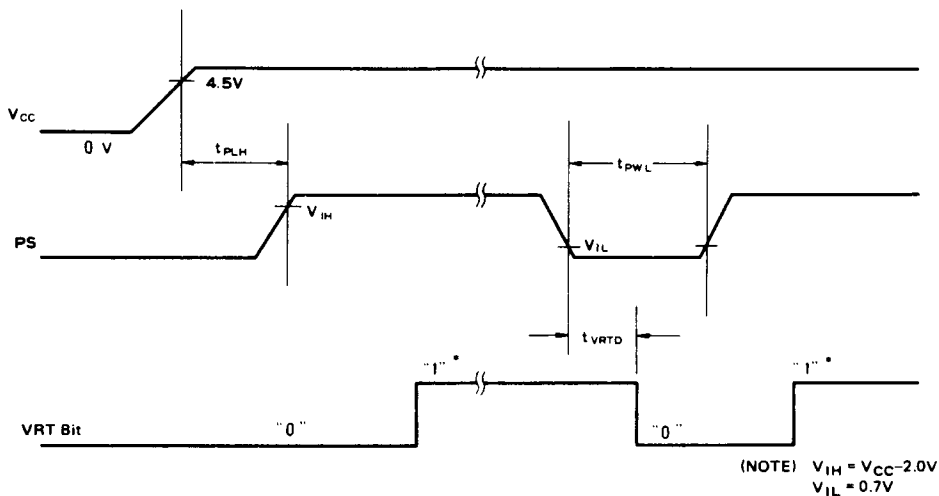 4.5V
VCC
0 V
tPLH
tPWL
VIH
PS
VIL
tVRTD
"1" *
"1" *
VRT Bit
"0"
"0"
(NOTE) VIH = VCC−2.0V
VIL = 0.7V